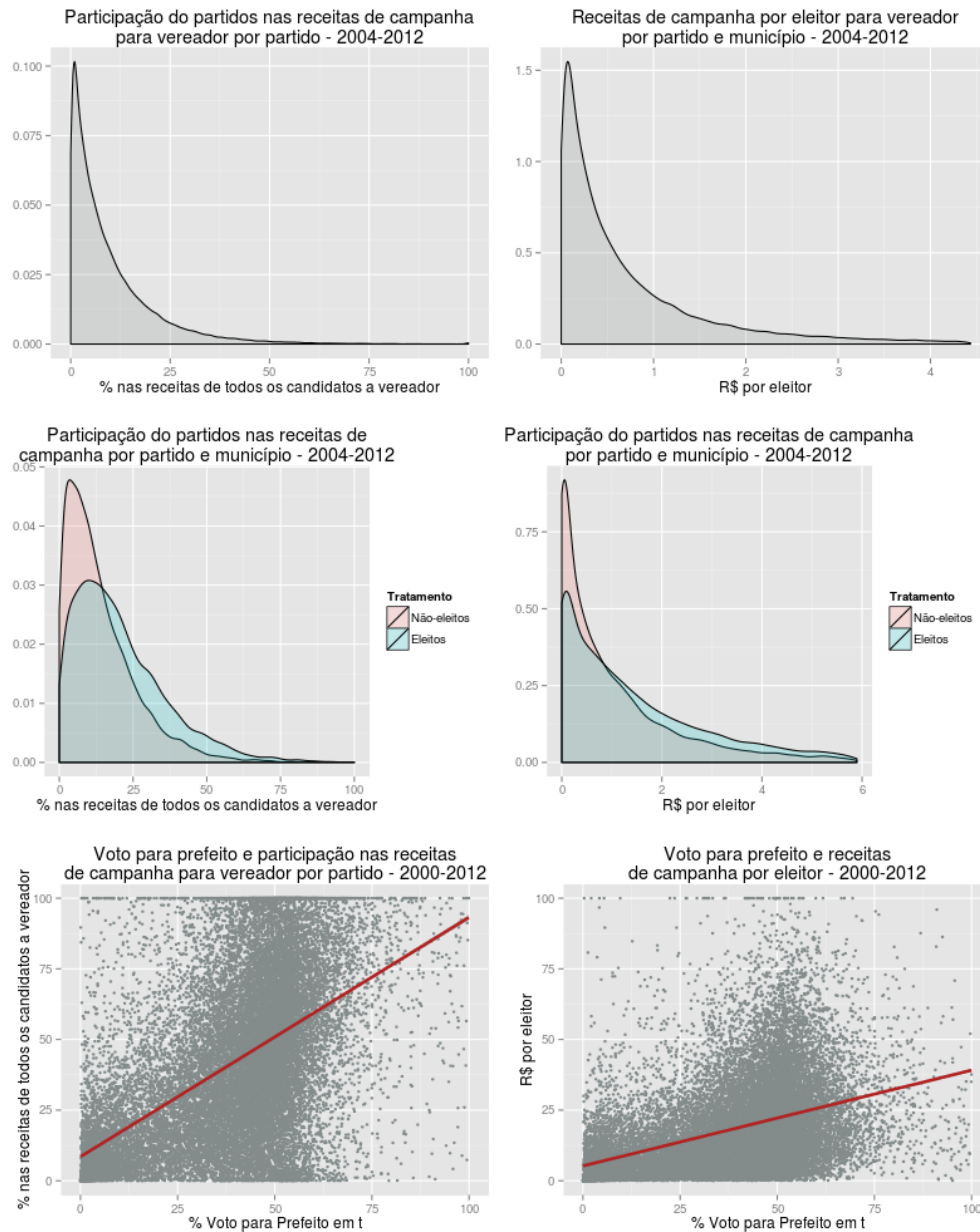 Participação do partidos nas receitas de campanha
para vereador por partido - 2004-2012
0.100
0.075
0.050
0.025
0.000
0
25
50
75
100
% nas receitas de todos os candidatos a vereador
Receitas de campanha por eleitor para vereador
por partido e município - 2004-2012
1.5
1.0
0.5
0.0
0
1
2
3
4
R$ por eleitor
Participação do partidos nas receitas de
campanha por partido e município - 2004-2012
0.05
0.04
0.03
0.02
0.01
0.00
0
25
50
75
100
% nas receitas de todos os candidatos a vereador
Tratamento
Não-eleitos
Eleitos
Participação do partidos nas receitas de campanha
por partido e município - 2004-2012
0.75
0.50
0.25
0.00
0
2
4
6
R$ por eleitor
Tratamento
Não-eleitos
Eleitos
Voto para prefeito e participação nas receitas
de campanha para vereador por partido - 2000-2012
% nas receitas de todos os candidatos a vereador
100
75
50
25
0
0
25
50
75
100
% Voto para Prefeito em t
Voto para prefeito e receitas
de campanha por eleitor - 2000-2012
R$ por eleitor
100
75
50
25
0
0
25
50
75
100
% Voto para Prefeito em t